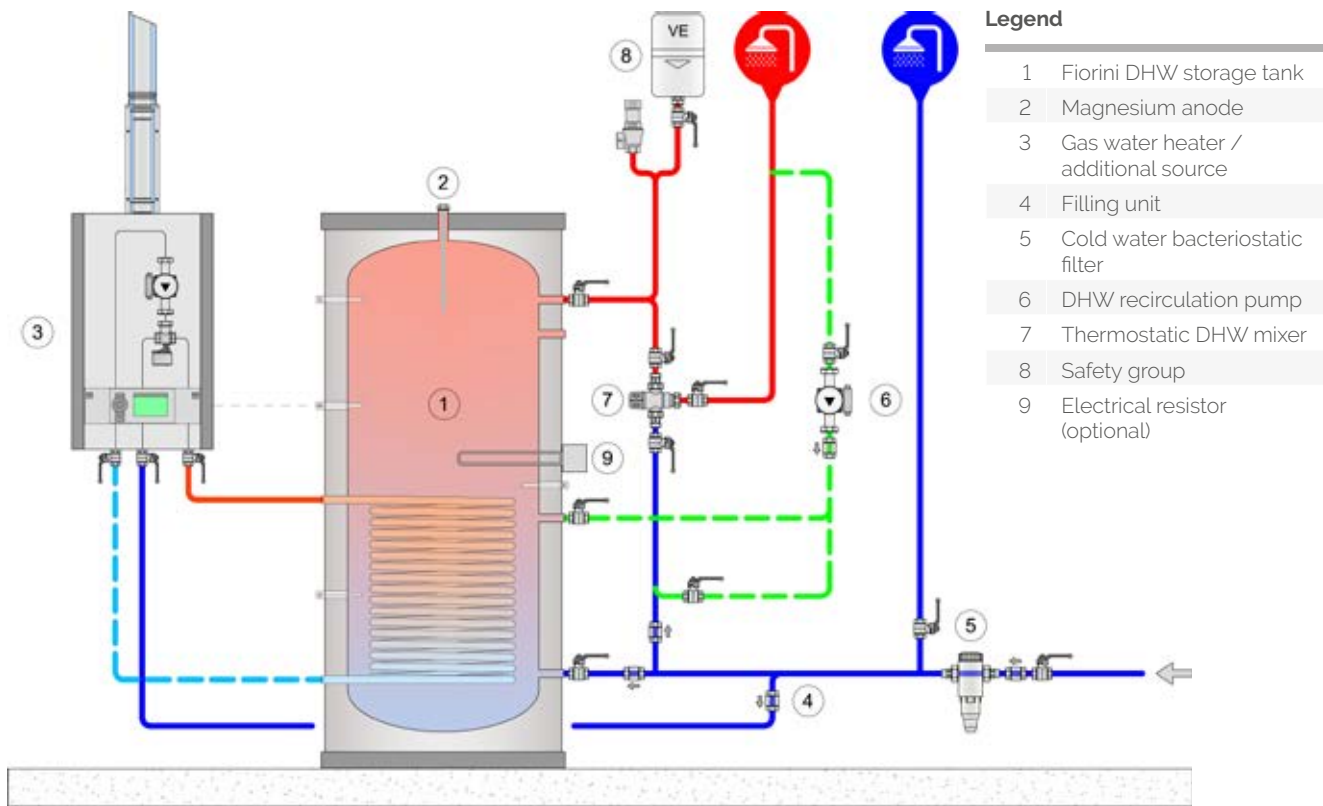 VE
8
2
3
1
7
6
9
5
4
Legend
1 Fiorini DHW storage tank
2 Magnesium anode
3 Gas water heater /
additional source
4 Filling unit
5 Cold water bacteriostatic
filter
6 DHW recirculation pump
7 Thermostatic DHW mixer
8 Safety group
9 Electrical resistor
(optional)